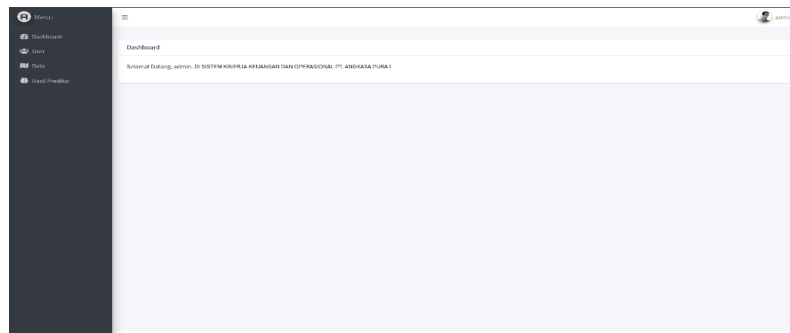 Menu
admin
Dashboard
User
Data
Hasil Prediksi
Dashboard
Selamat Datang, admin. DI SISTEM KINERJA KEUANGAN DAN OPERASIONAL PT. ANGKASA PURA I